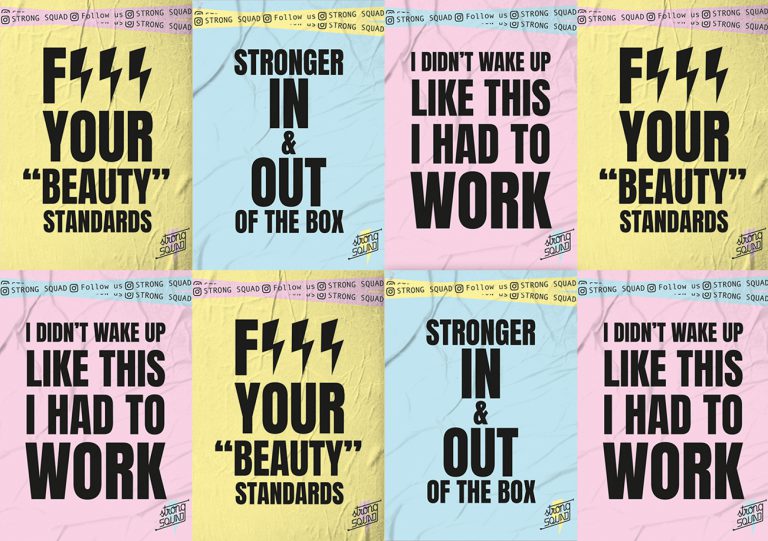 STRONG SQUAD Follow us STRONG SQUAD
STRONG SQUAD
F
YOUR
“BEAUTY”
STANDARDS
strong
SQUAD
STRONG SQUAD Follow us STRONG SQUAD
STRONG SQUAD
STRONGER
IN
&
OUT
OF THE BOX
strong
SQUAD
STRONG SQUAD Follow us STRONG SQUAD
STRONG SQUAD
I DIDN’T WAKE UP
LIKE THIS
I HAD TO
WORK
strong
SQUAD
STRONG SQUAD Follow us STRONG SQUAD
STRONG SQUAD
F
YOUR
“BEAUTY”
STANDARDS
strong
SQUAD
STRONG SQUAD Follow us STRONG SQUAD
STRONG SQUAD
I DIDN’T WAKE UP
LIKE THIS
I HAD TO
WORK
strong
SQUAD
STRONG SQUAD Follow us STRONG SQUAD
STRONG SQUAD
F
YOUR
“BEAUTY”
STANDARDS
strong
SQUAD
STRONG SQUAD Follow us STRONG SQUAD
STRONG SQUAD
STRONGER
IN
&
OUT
OF THE BOX
strong
SQUAD
STRONG SQUAD Follow us STRONG SQUAD
STRONG SQUAD
I DIDN’T WAKE UP
LIKE THIS
I HAD TO
WORK
strong
SQUAD